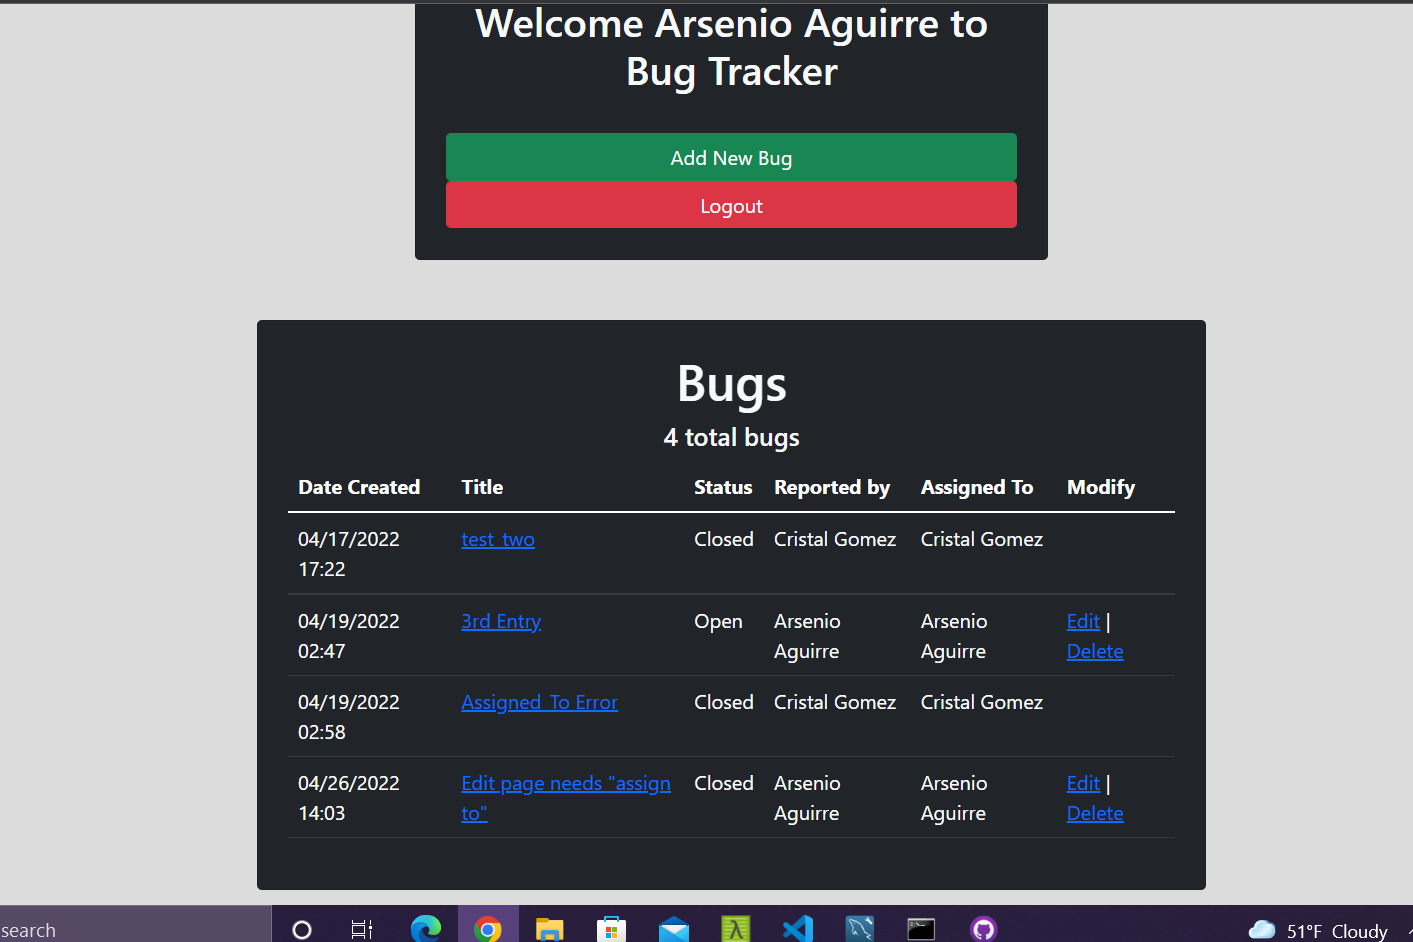 Welcome Arsenio Aguirre to
Bug Tracker
Add New Bug
Logout
Bugs
4 total bugs
Date Created Title Status Reported by Assigned To Modify
04/17/2022 test_two Closed Cristal Gomez Cristal Gomez
17:22
04/19/2022 3rd Entry Open Arsenio Arsenio Edit |
02:47 Aguirre Aguirre Delete
04/19/2022 Assigned_To Error Closed Cristal Gomez Cristal Gomez
02:58
04/26/2022 Edit page needs "assign Closed Arsenio Arsenio Edit |
14:03 to" Aguirre Aguirre Delete
search 51°F Cloudy